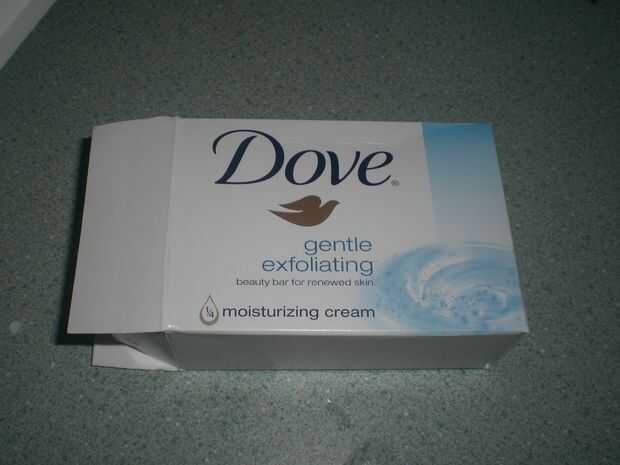 Dove®
gentle
exfoliating
beauty bar for renewed skin.
¼ moisturizing cream